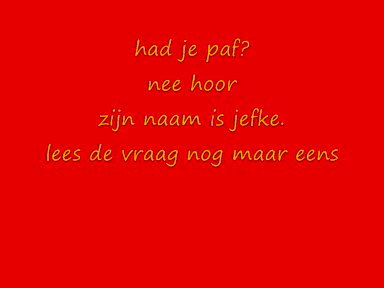 had je paf?
nee hoor
zijn naam is jefke.
lees de vraag nog maar eens